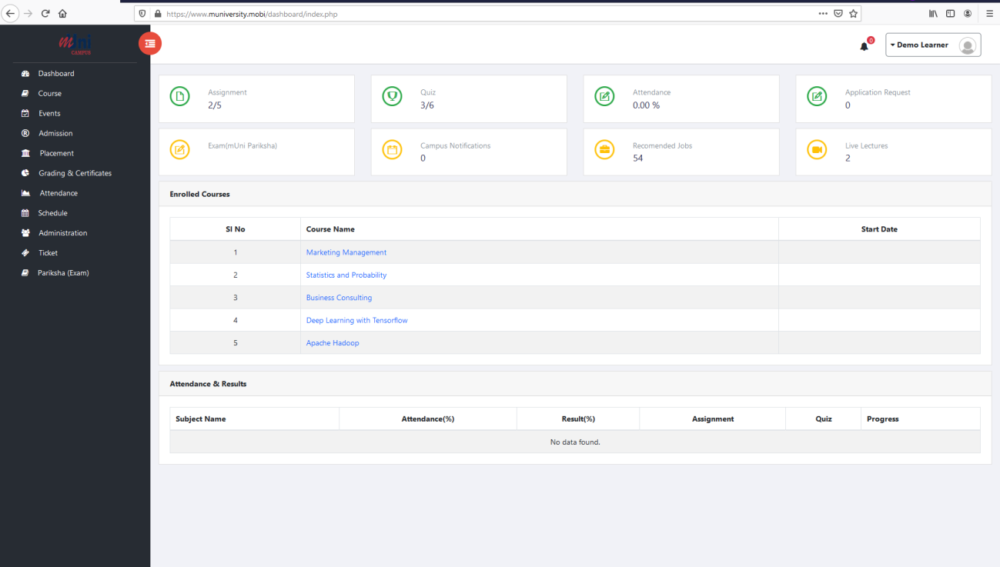 https://www.muniversity.mobi/dashboard/index.php
mUni
CAMPUS
0
Demo Learner
Dashboard
Course
Events
Admission
Placement
Grading & Certificates
Attendance
Schedule
Administration
Ticket
Pariksha (Exam)
Assignment
2/5
Quiz
3/6
Attendance
0.00 %
Application Request
0
Exam(mUni Pariksha)
Campus Notifications
0
Recomended Jobs
54
Live Lectures
2
Enrolled Courses
Sl No Course Name Start Date
1 Marketing Management
2 Statistics and Probability
3 Business Consulting
4 Deep Learning with Tensorflow
5 Apache Hadoop
Attendance & Results
Subject Name Attendance(%) Result(%) Assignment Quiz Progress
No data found.